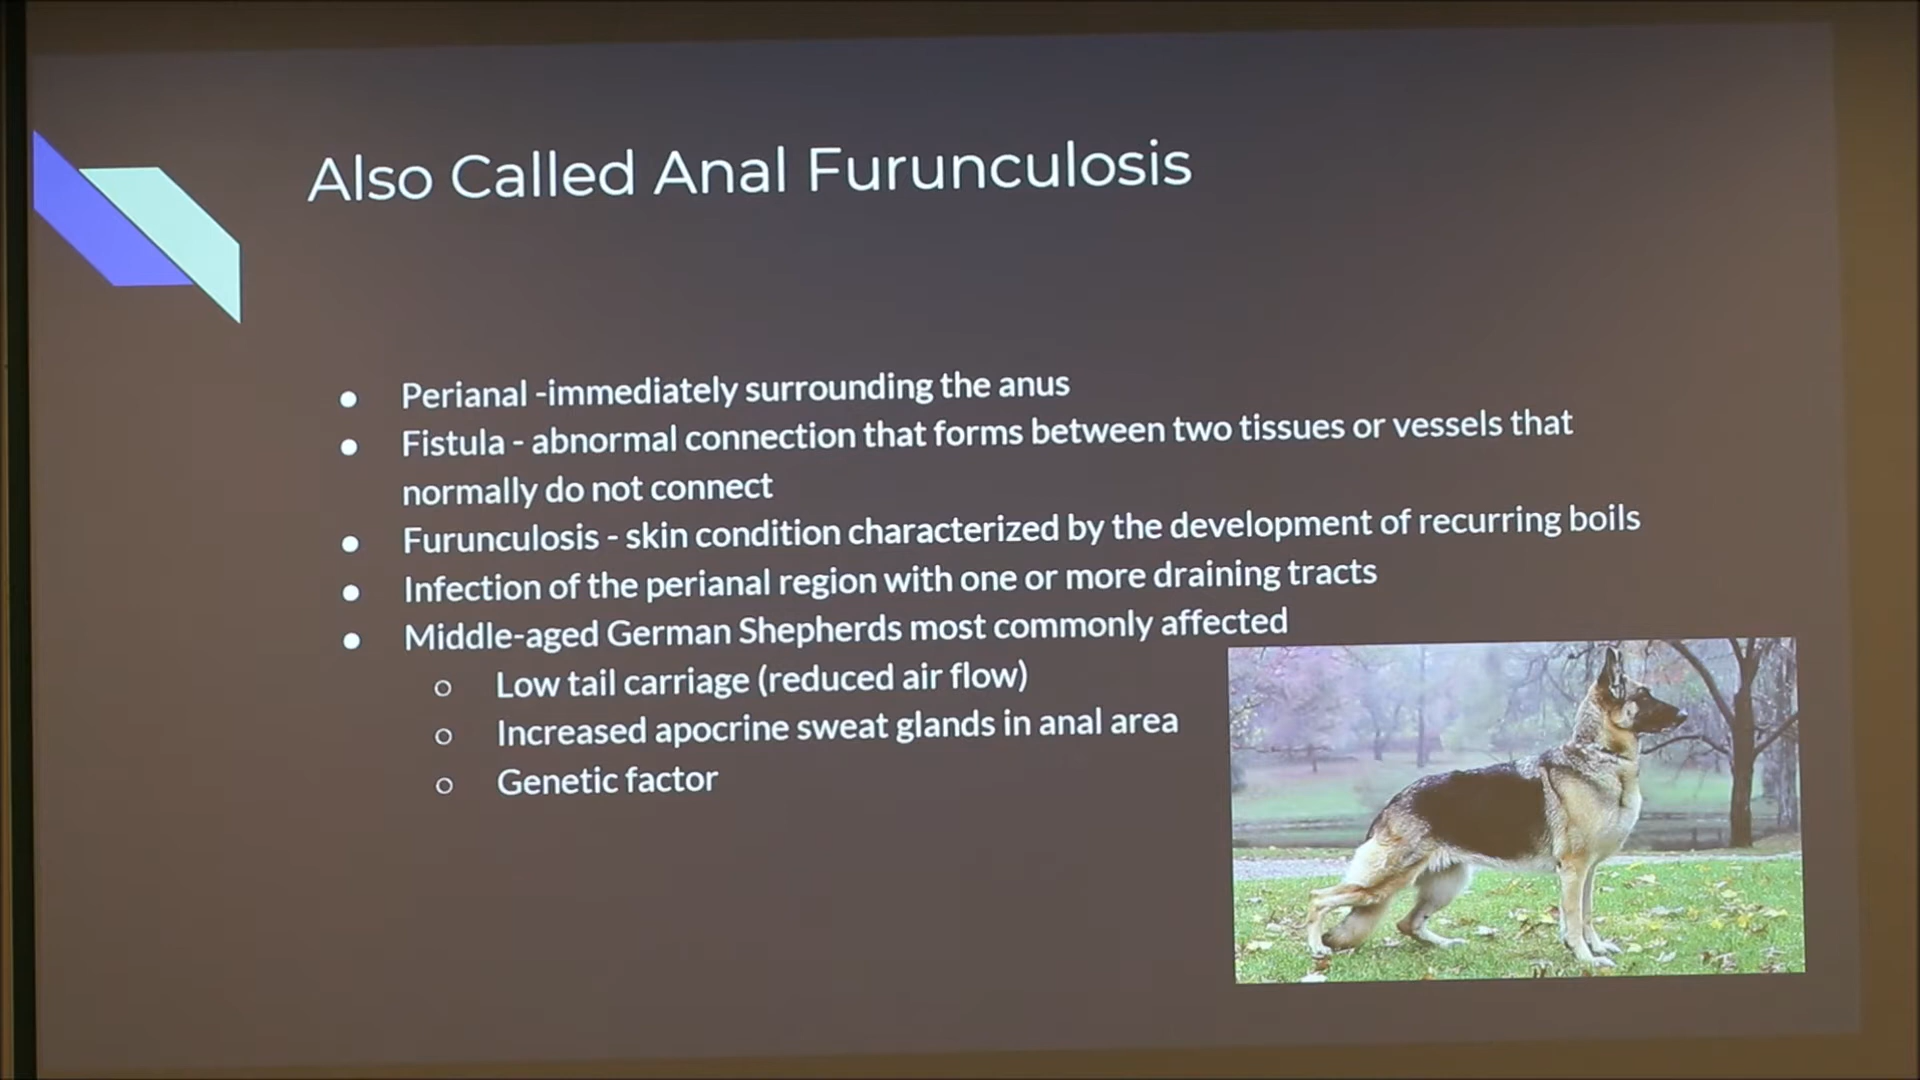 Also Called Anal Furunculosis
● Perianal -immediately surrounding the anus
● Fistula - abnormal connection that forms between two tissues or vessels that
normally do not connect
● Furunculosis - skin condition characterized by the development of recurring boils
● Infection of the perianal region with one or more draining tracts
● Middle-aged German Shepherds most commonly affected
○ Low tail carriage (reduced air flow)
○ Increased apocrine sweat glands in anal area
○ Genetic factor